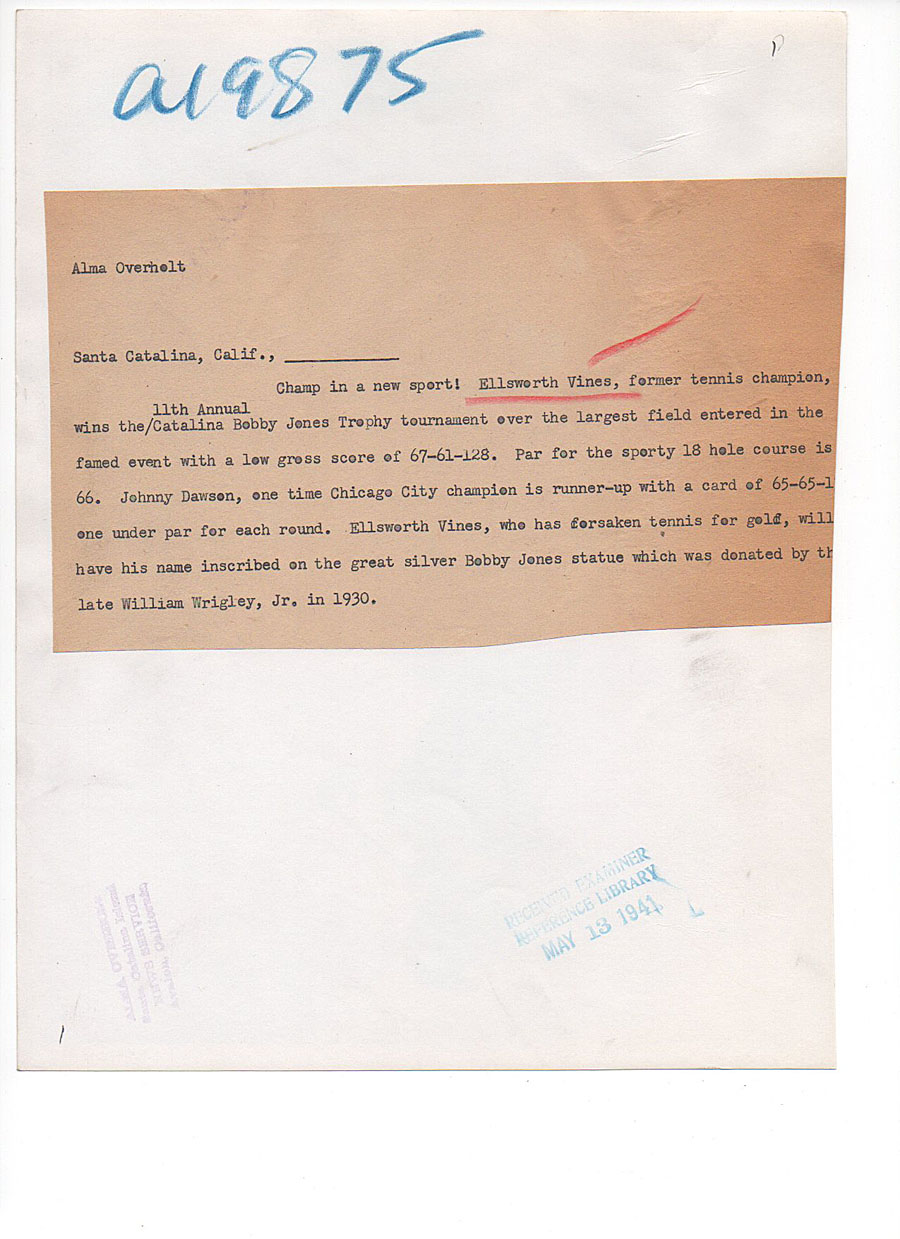 a19875
Alma Overholt
Santa Catalina, Calif., ____________
Champ in a new sport! Ellsworth Vines, former tennis champion,
11th Annual
wins the/Catalina Bobby Jones Trophy tournament over the largest field entered in the
famed event with a low gross score of 67-61-128. Par for the sporty 18 hole course is
66. Johnny Dawson, one time Chicago City champion is runner-up with a card of 65-65-1
one under par for each round. Ellsworth Vines, who has forsaken tennis for golf, will
have his name inscribed on the great silver Bobby Jones statue which was donated by th
late William Wrigley, Jr. in 1930.
RECEIVED EXAMINER
REFERENCE LIBRARY
MAY 13 1941
L
ALMA OVERHOLT
NEWS SERVICE